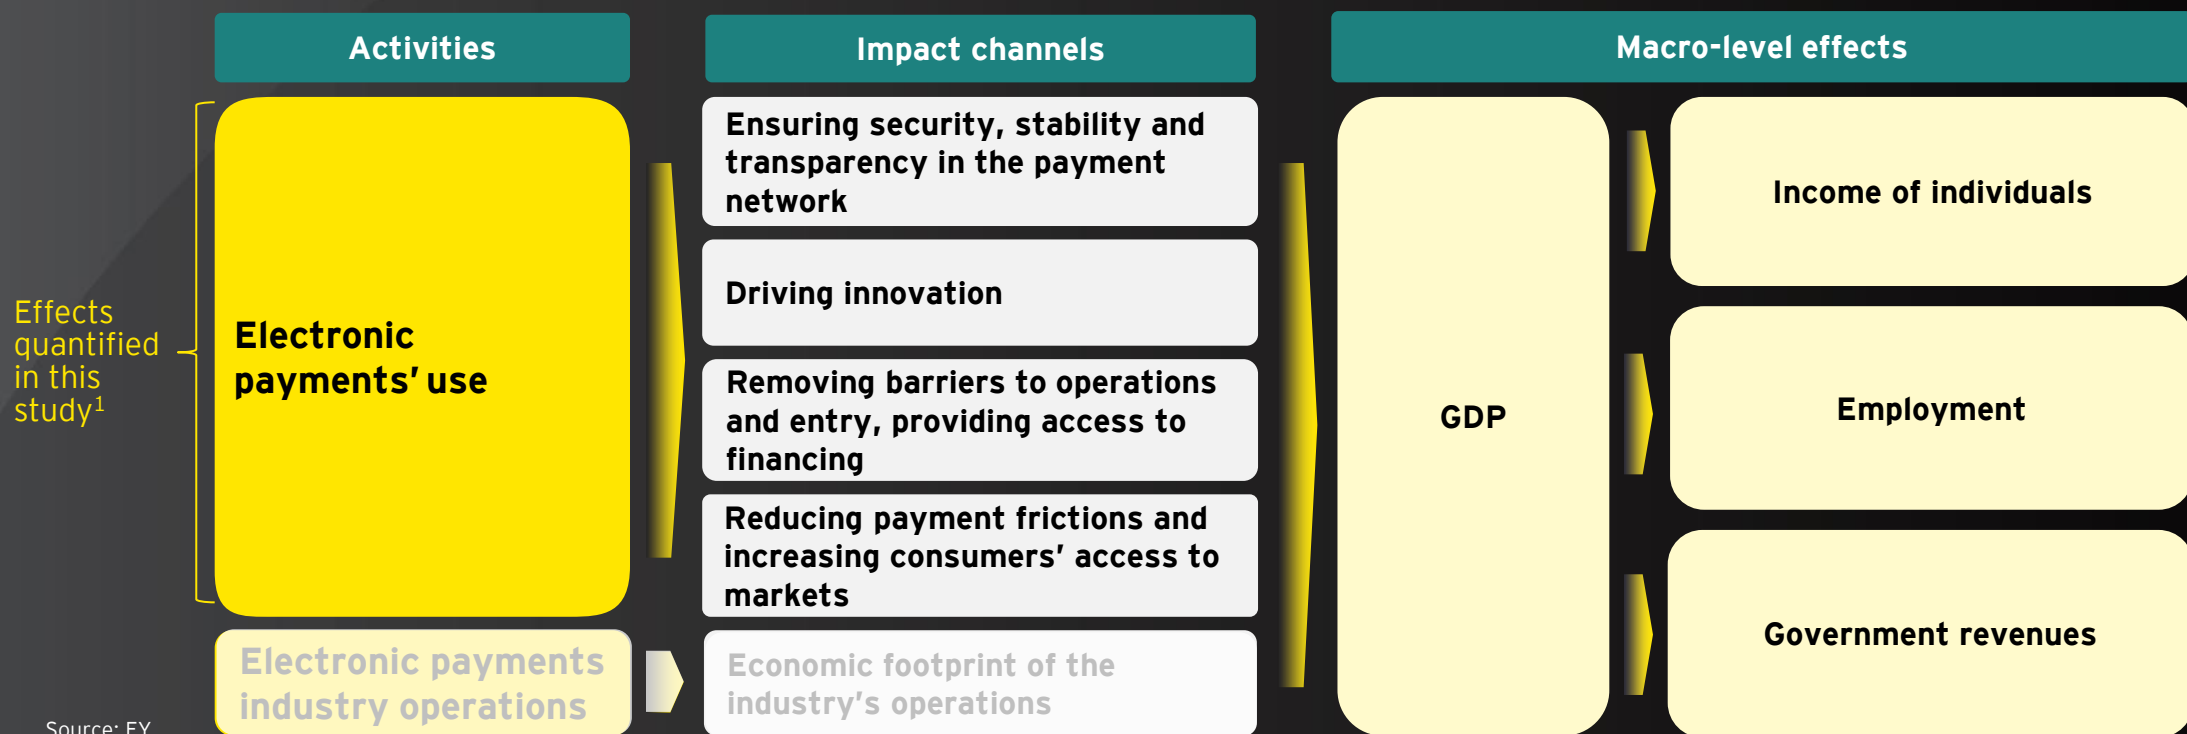 Activities
Impact channels
Macro-level effects
Effects
quantified
in this
study¹
Electronic
payments’ use
Ensuring security, stability and
transparency in the payment
network
Driving innovation
Removing barriers to operations
and entry, providing access to
financing
Reducing payment frictions and
increasing consumers’ access to
markets
GDP
Income of individuals
Employment
Government revenues
Electronic payments
industry operations
Economic footprint of the
industry’s operations
Source: EY